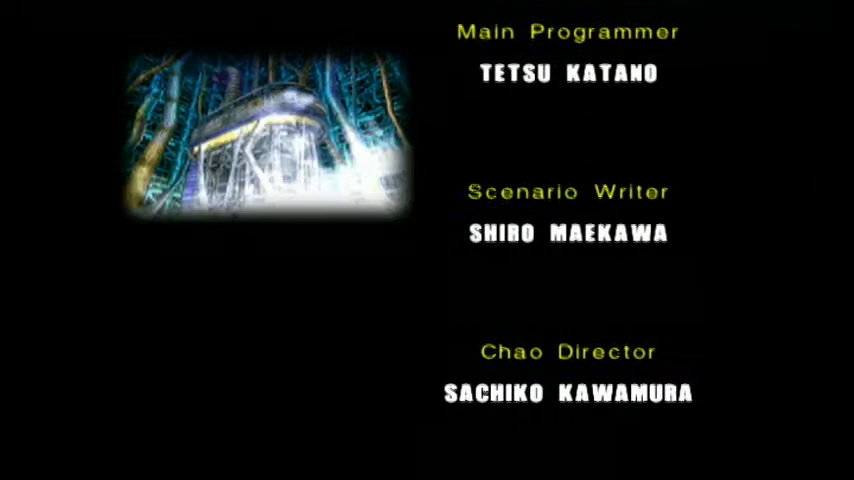 Main Programmer
TETSU KATANO
Scenario Writer
SHIRO MAEKAWA
Chao Director
SACHIKO KAWAMURA